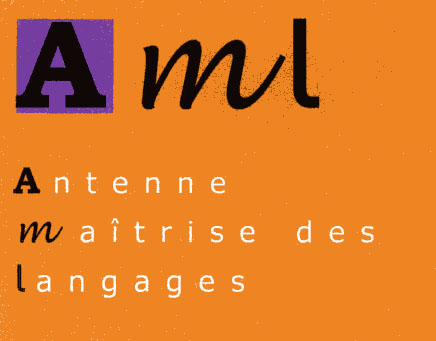 Aml
Antenne
maîtrise des
langages